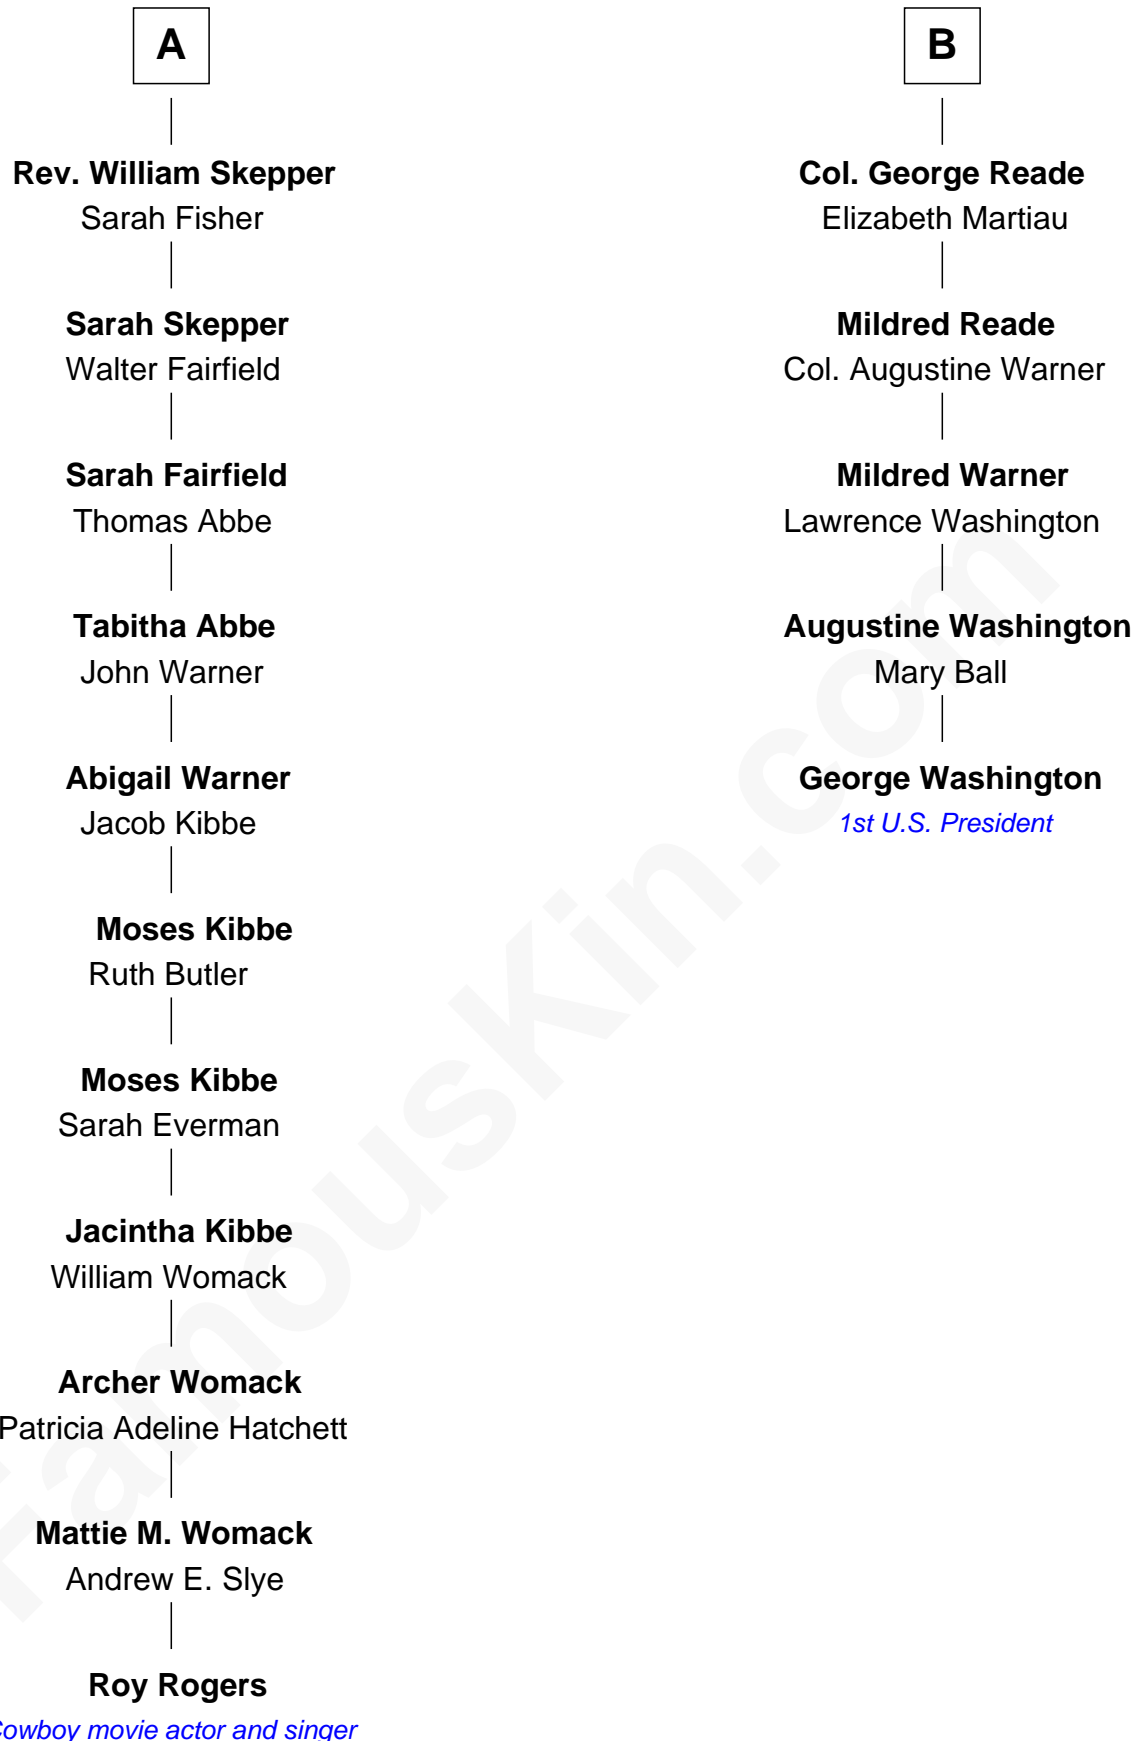 A
Rev. William Skepper
Sarah Fisher
Sarah Skepper
Walter Fairfield
Sarah Fairfield
Thomas Abbe
Tabitha Abbe
John Warner
Abigail Warner
Jacob Kibbe
Moses Kibbe
Ruth Butler
Moses Kibbe
Sarah Everman
Jacintha Kibbe
William Womack
Archer Womack
Patricia Adeline Hatchett
Mattie M. Womack
Andrew E. Slye
Roy Rogers
Cowboy movie actor and singer
B
Col. George Reade
Elizabeth Martiau
Mildred Reade
Col. Augustine Warner
Mildred Warner
Lawrence Washington
Augustine Washington
Mary Ball
George Washington
1st U.S. President
FamousKin.com